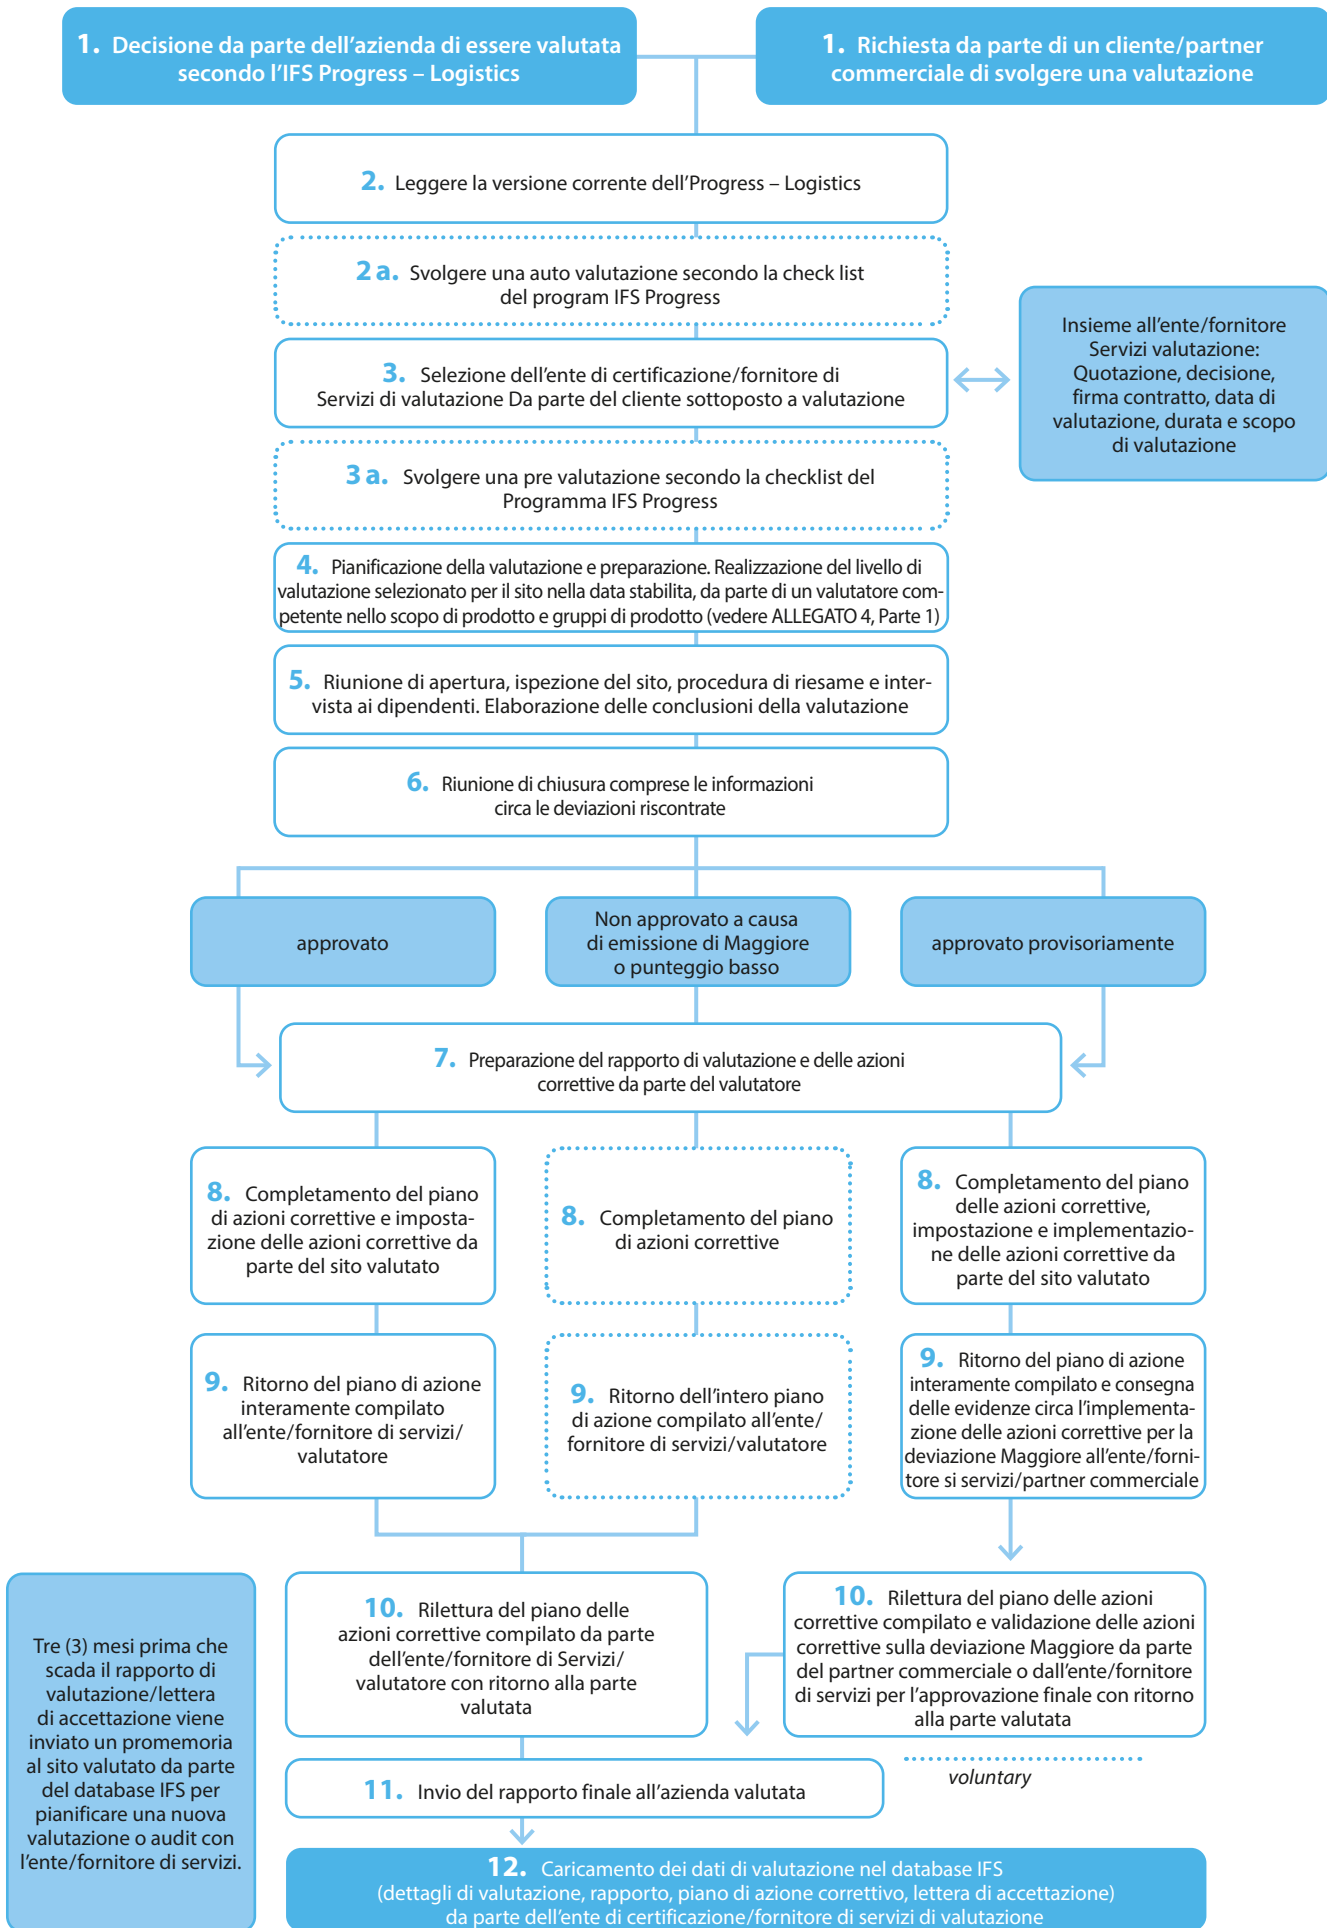 1. Decisione da parte dell’azienda di essere valutata
secondo l’IFS Progress – Logistics
1. Richiesta da parte di un cliente/partner
commerciale di svolgere una valutazione
2. Leggere la versione corrente dell’Progress – Logistics
2 a. Svolgere una auto valutazione secondo la check list
del program IFS Progress
3. Selezione dell’ente di certificazione/fornitore di
Servizi di valutazione Da parte del cliente sottoposto a valutazione
Insieme all’ente/fornitore
Servizi valutazione:
Quotazione, decisione,
firma contratto, data di
valutazione, durata e scopo
di valutazione
3 a. Svolgere una pre valutazione secondo la checklist del
Programma IFS Progress
4. Pianificazione della valutazione e preparazione. Realizzazione del livello di
valutazione selezionato per il sito nella data stabilita, da parte di un valutatore com-
petente nello scopo di prodotto e gruppi di prodotto (vedere ALLEGATO 4, Parte 1)
5. Riunione di apertura, ispezione del sito, procedura di riesame e inter-
vista ai dipendenti. Elaborazione delle conclusioni della valutazione
6. Riunione di chiusura comprese le informazioni
circa le deviazioni riscontrate
approvato
Non approvato a causa
di emissione di Maggiore
o punteggio basso
approvato provisoriamente
7. Preparazione del rapporto di valutazione e delle azioni
correttive da parte del valutatore
8. Completamento del piano
di azioni correttive e imposta-
zione delle azioni correttive da
parte del sito valutato
8. Completamento del piano
di azioni correttive
8. Completamento del piano
delle azioni correttive,
impostazione e implementazio-
ne delle azioni correttive da
parte del sito valutato
9. Ritorno del piano di azione
interamente compilato
all’ente/fornitore di servizi/
valutatore
9. Ritorno dell’intero piano
di azione compilato all’ente/
fornitore di servizi/valutatore
9. Ritorno del piano di azione
interamente compilato e consegna
delle evidenze circa l’implementa-
zione delle azioni correttive per la
deviazione Maggiore all’ente/forni-
tore si servizi/partner commerciale
Tre (3) mesi prima che
scada il rapporto di
valutazione/lettera
di accettazione viene
inviato un promemoria
al sito valutato da parte
del database IFS per
pianificare una nuova
valutazione o audit con
l’ente/fornitore di servizi.
10. Rilettura del piano delle
azioni correttive compilato da parte
dell’ente/fornitore di Servizi/
valutatore con ritorno alla parte
valutata
10. Rilettura del piano delle azioni
correttive compilato e validazione delle azioni
correttive sulla deviazione Maggiore da parte
del partner commerciale o dall’ente/fornitore
di servizi per l’approvazione finale con ritorno
alla parte valutata
voluntary
11. Invio del rapporto finale all’azienda valutata
12. Caricamento dei dati di valutazione nel database IFS
(dettagli di valutazione, rapporto, piano di azione correttivo, lettera di accettazione)
da parte dell’ente di certificazione/fornitore di servizi di valutazione